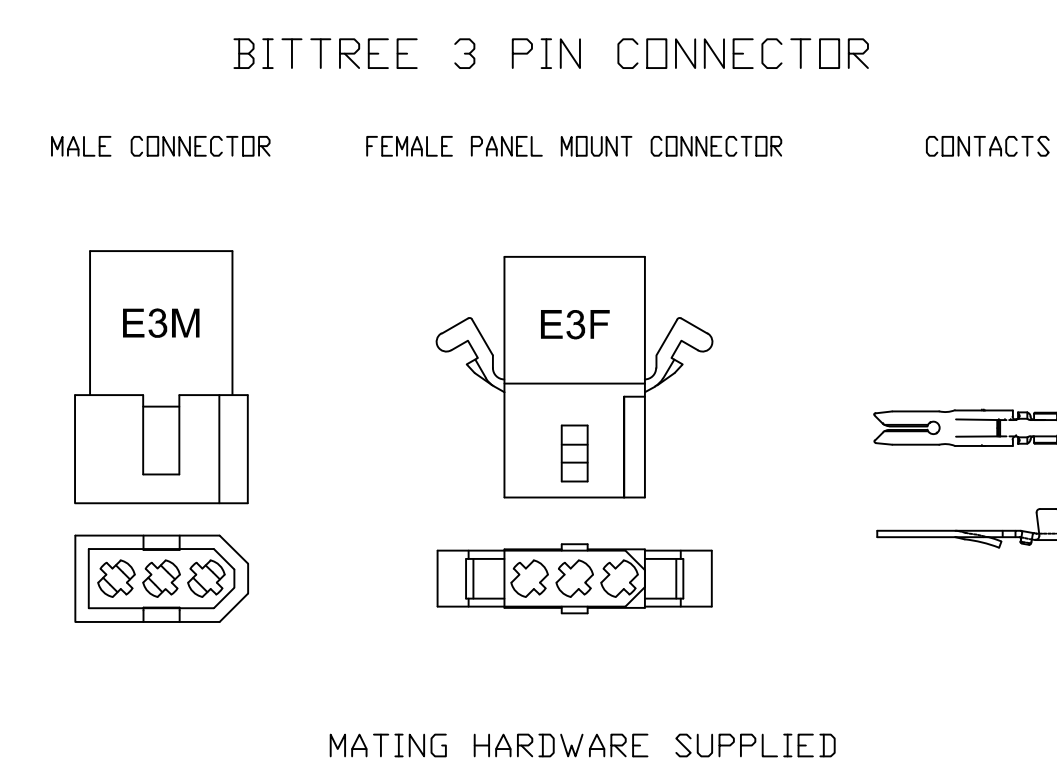 BITTREE 3 PIN CONNECTOR
MALE CONNECTOR
FEMALE PANEL MOUNT CONNECTOR
CONTACTS
E3M
E3F
MATING HARDWARE SUPPLIED